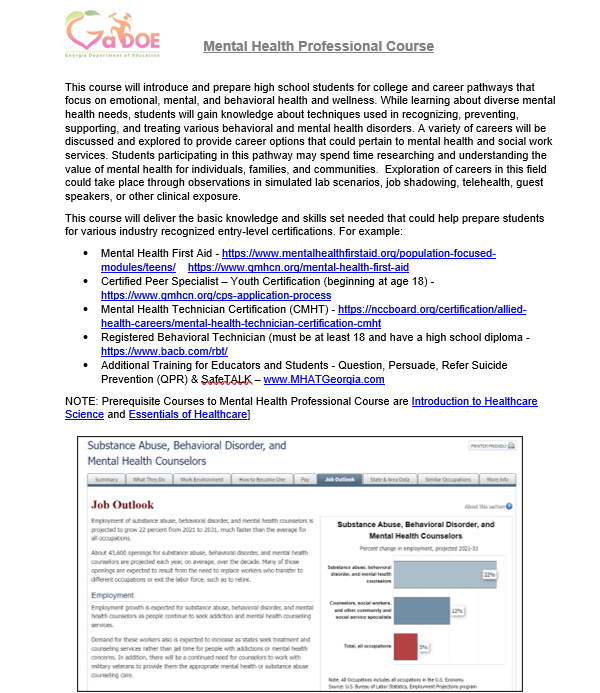 GaDOE
Georgia Department of Education
Mental Health Professional Course
This course will introduce and prepare high school students for college and career pathways that
focus on emotional, mental, and behavioral health and wellness. While learning about diverse mental
health needs, students will gain knowledge about techniques used in recognizing, preventing,
supporting, and treating various behavioral and mental health disorders. A variety of careers will be
discussed and explored to provide career options that could pertain to mental health and social work
services. Students participating in this pathway may spend time researching and understanding the
value of mental health for individuals, families, and communities. Exploration of careers in this field
could take place through observations in simulated lab scenarios, job shadowing, telehealth, guest
speakers, or other clinical exposure.
This course will deliver the basic knowledge and skills set needed that could help prepare students
for various industry recognized entry-level certifications. For example:
• Mental Health First Aid - https://www.mentalhealthfirstaid.org/population-focused-
modules/teens/ https://www.gmhcn.org/mental-health-first-aid
• Certified Peer Specialist – Youth Certification (beginning at age 18) -
https://www.gmhcn.org/cps-application-process
• Mental Health Technician Certification (CMHT) - https://nccboard.org/certification/allied-
health-careers/mental-health-technician-certification-cmht
• Registered Behavioral Technician (must be at least 18 and have a high school diploma -
https://www.bacb.com/rbt/
• Additional Training for Educators and Students - Question, Persuade, Refer Suicide
Prevention (QPR) & SafeTALK – www.MHATGeorgia.com
NOTE: Prerequisite Courses to Mental Health Professional Course are Introduction to Healthcare
Science and Essentials of Healthcare]
Substance Abuse, Behavioral Disorder, and
Mental Health Counselors
PRINTER-FRIENDLY
Summary What They Do Work Environment How to Become One Pay Job Outlook State & Area Data Similar Occupations More Info
Job Outlook
About this section
Employment of substance abuse, behavioral disorder, and mental health counselors is
projected to grow 22 percent from 2021 to 2031, much faster than the average for
all occupations.
About 43,600 openings for substance abuse, behavioral disorder, and mental health
counselors are projected each year, on average, over the decade. Many of those
openings are expected to result from the need to replace workers who transfer to
different occupations or exit the labor force, such as to retire.
Employment
Employment growth is expected for substance abuse, behavioral disorder, and mental
health counselors as people continue to seek addiction and mental health counseling
services.
Demand for these workers also is expected to increase as states seek treatment and
counseling services rather than jail time for people with addictions or mental health
concerns. In addition, there will be a continued need for counselors to work with
military veterans to provide them the appropriate mental health or substance abuse
counseling care.
Substance Abuse, Behavioral Disorder, and
Mental Health Counselors
Percent change in employment, projected 2021-31
Substance abuse, behavioral
disorder, and mental health
counselors
22%
Counselors, social workers,
and other community and
social service specialists
12%
Total, all occupations
5%
Note: All Occupations includes all occupations in the U.S. Economy.
Source: U.S. Bureau of Labor Statistics, Employment Projections program